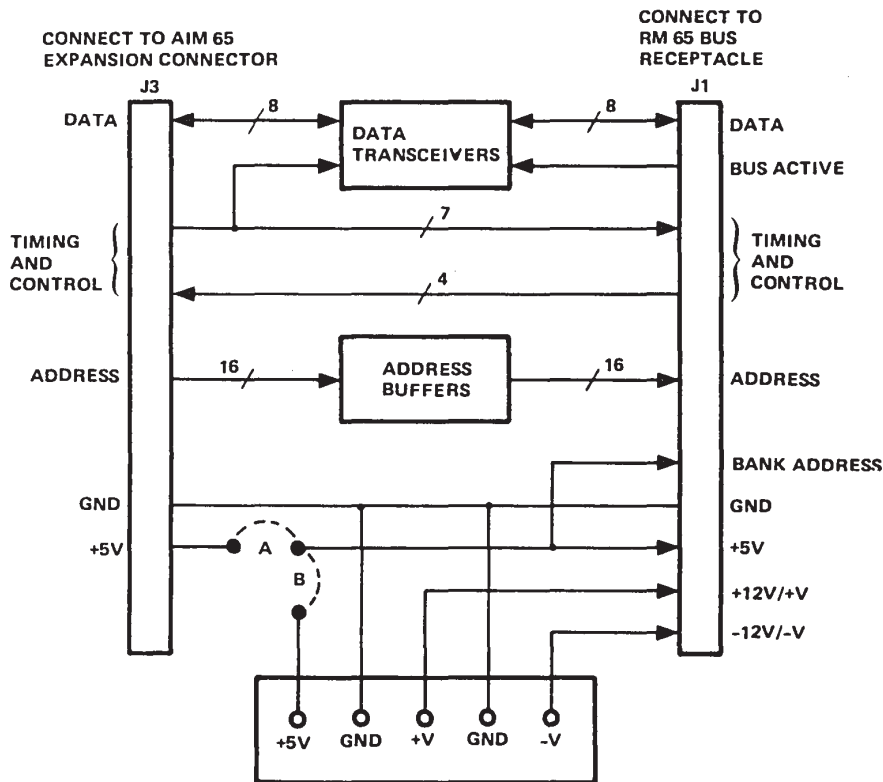 CONNECT TO AIM 65
EXPANSION CONNECTOR
J3
CONNECT TO
RM 65 BUS
RECEPTACLE
J1
DATA
8
DATA
TRANSCEIVERS
8
DATA
BUS ACTIVE
7
TIMING
AND
CONTROL
TIMING
AND
CONTROL
4
ADDRESS
16
ADDRESS
BUFFERS
16
ADDRESS
BANK ADDRESS
GND
GND
+5V
A
+5V
B
+12V/+V
-12V/-V
+5V
GND
+V
GND
-V